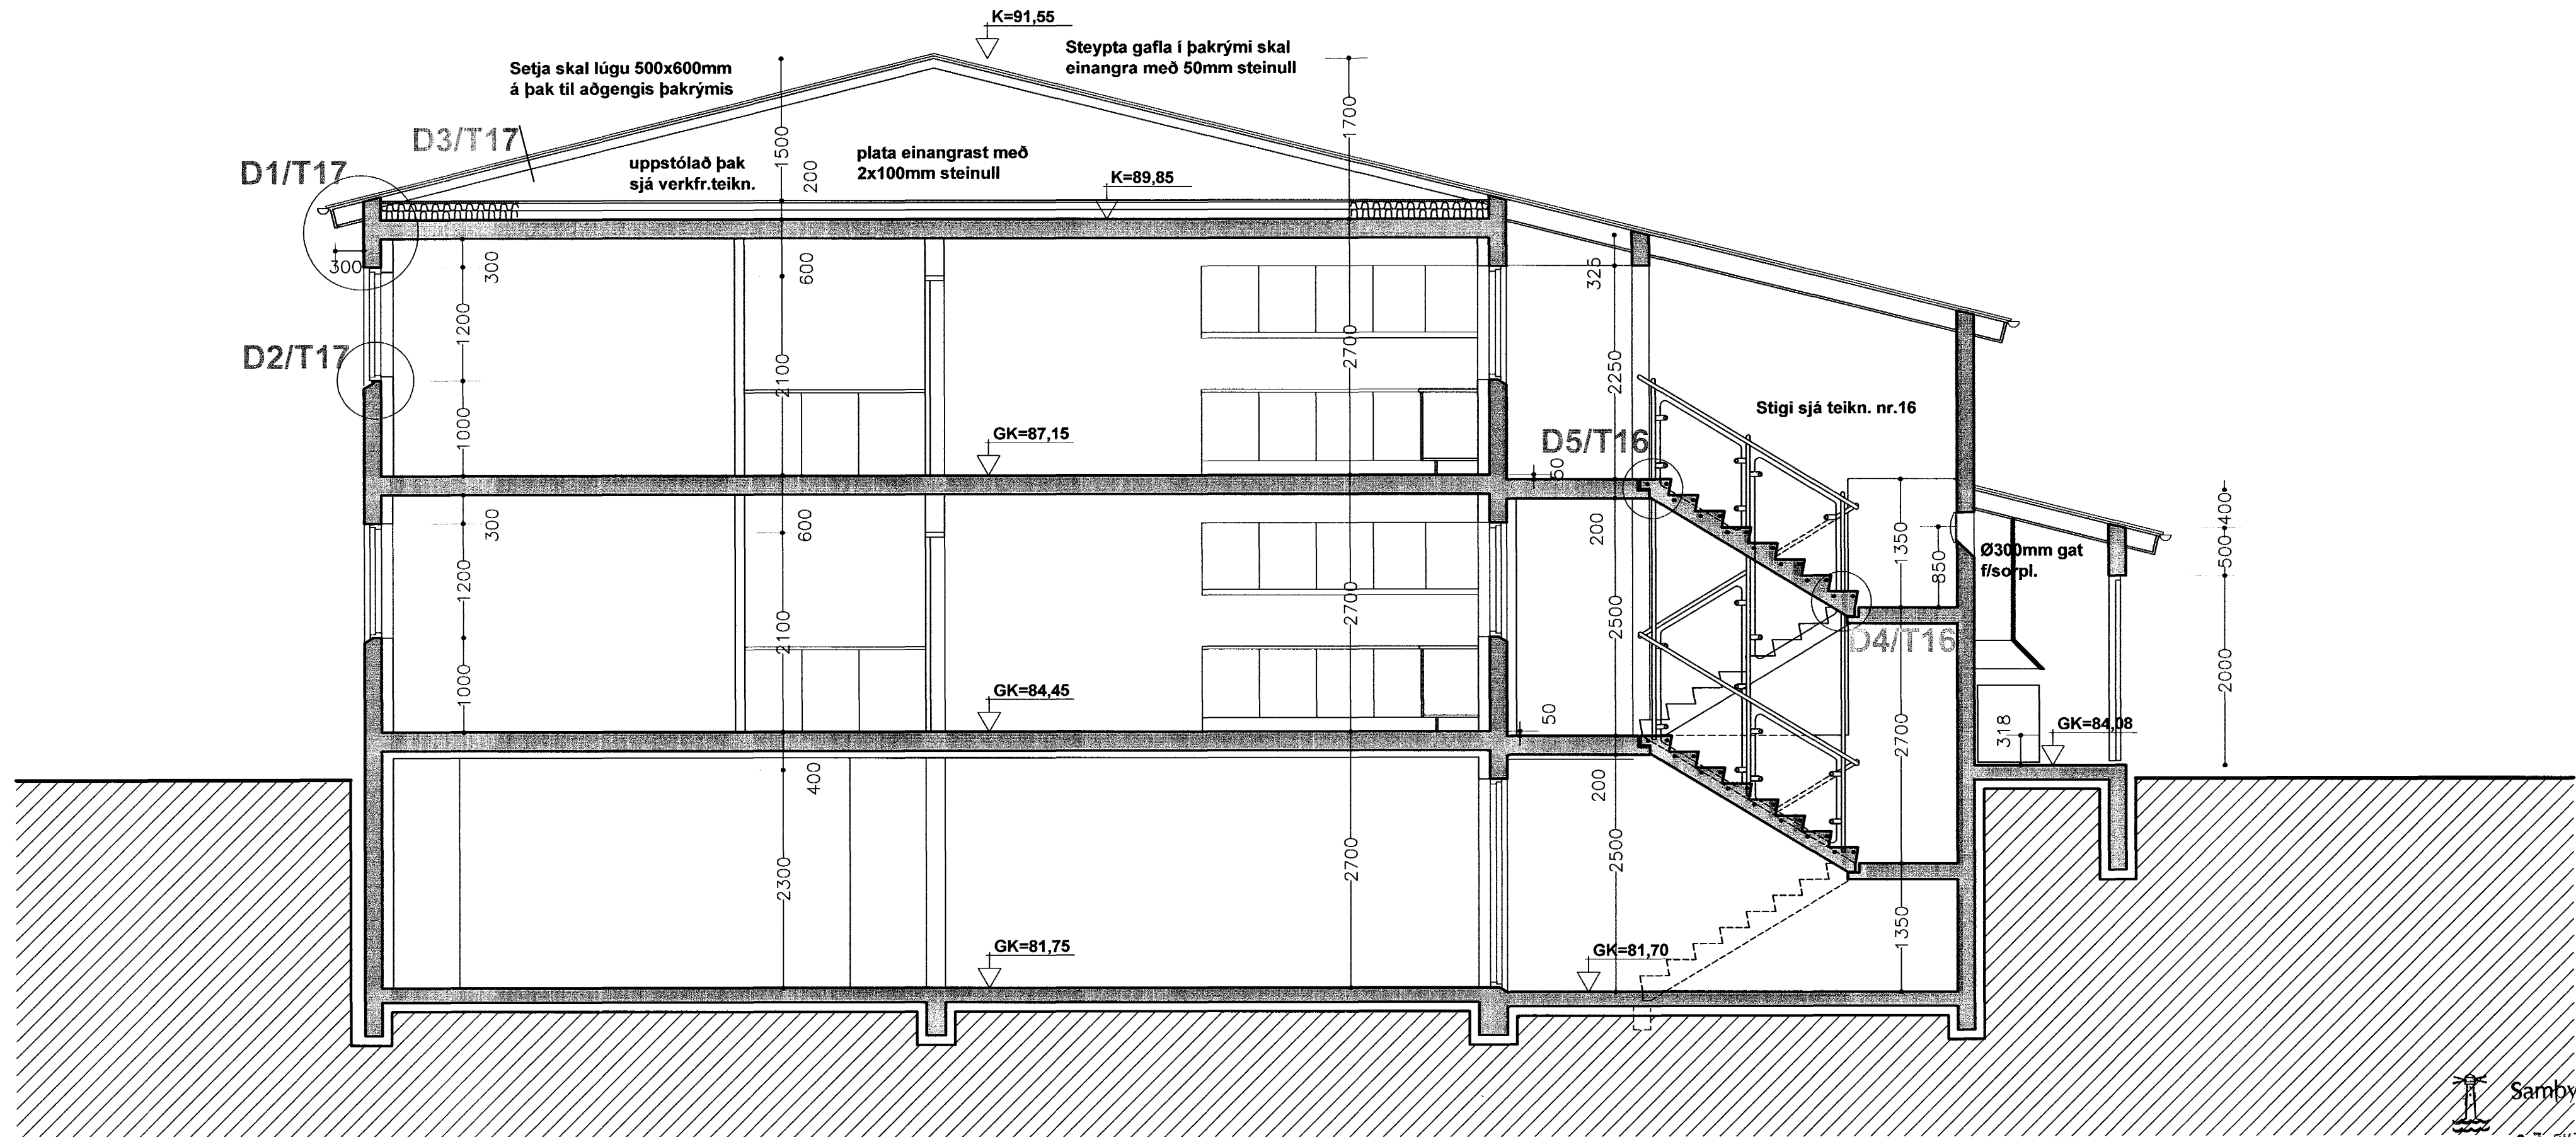 K=91,55
Setja skal lúgu 500x600mm
á þak til aðgengis þakrýmis
Steypta gafla í þakrými skal
einangra með 50mm steinull
D3/T17
D1/T17
uppstólað þak
sjá verkfr.teikn.
1500
200
plata einangrast með
2x100mm steinull
1700
K=89,85
300
300
600
325
1200
2100
2700
2250
D2/T17
1000
GK=87,15
Stigi sjá teikn. nr.16
D5/T16
50
300
600
200
1350
850
Ø300mm gat
f/sorpl.
400
500
1200
2100
2700
2500
D4/T16
1000
GK=84,45
50
2700
318
GK=84,08
2000
400
200
2300
2700
2500
GK=81,75
GK=81,70
1350